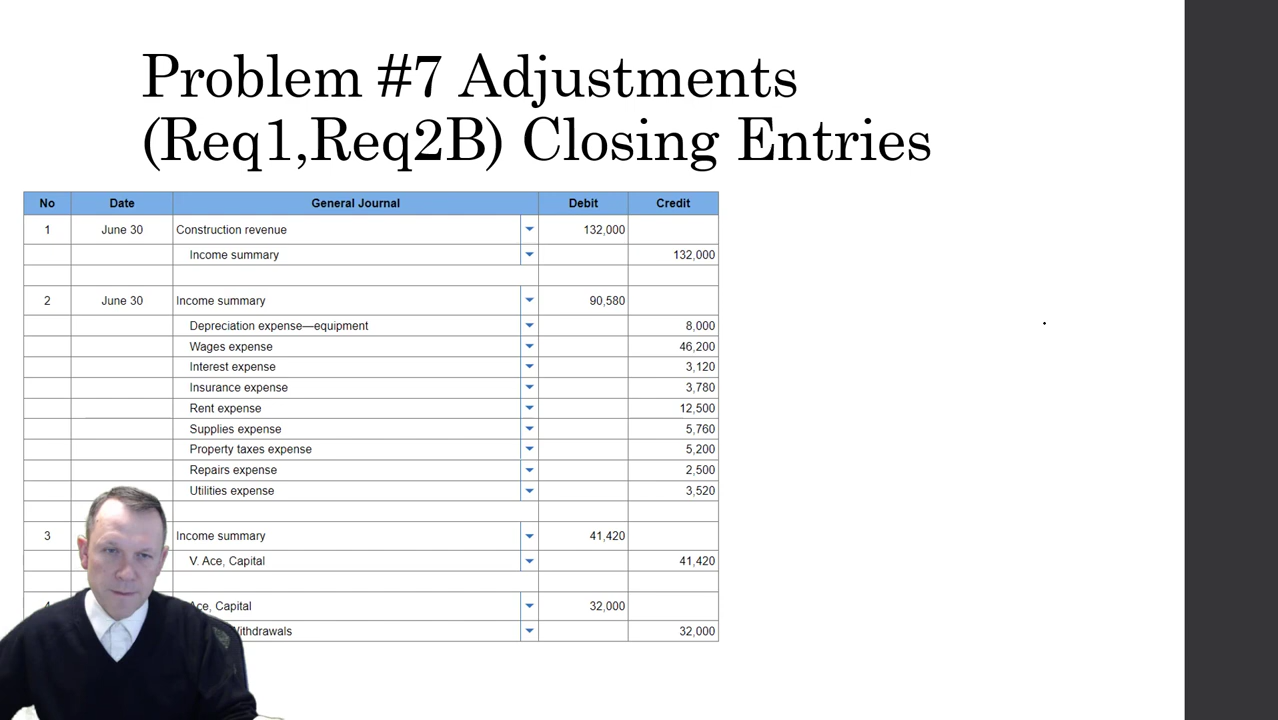 Problem #7 Adjustments
(Req1,Req2B) Closing Entries
No Date General Journal Debit Credit
1 June 30 Construction revenue 132,000
Income summary 132,000
2 June 30 Income summary 90,580
Depreciation expense—equipment 8,000
Wages expense 46,200
Interest expense 3,120
Insurance expense 3,780
Rent expense 12,500
Supplies expense 5,760
Property taxes expense 5,200
Repairs expense 2,500
Utilities expense 3,520
3 Income summary 41,420
V. Ace, Capital 41,420
Ace, Capital 32,000
Withdrawals 32,000